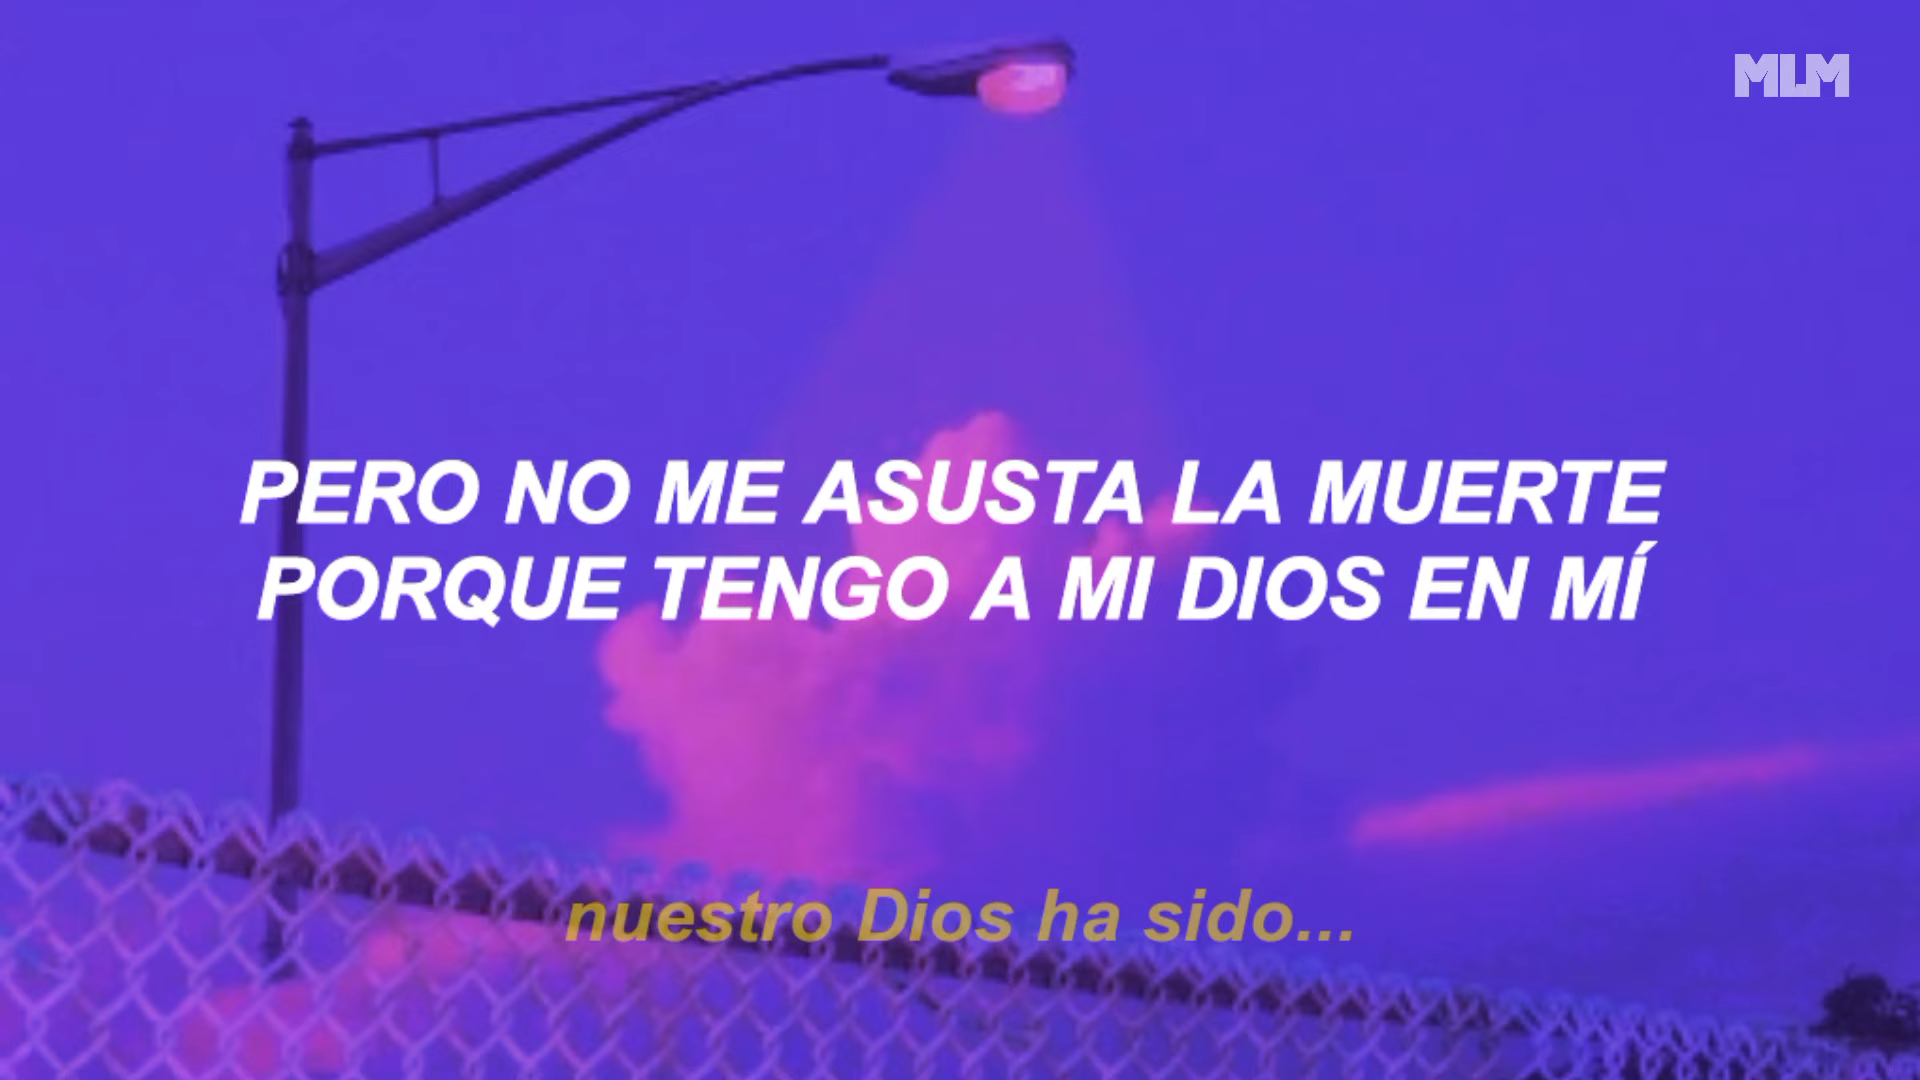 MLM
PERO NO ME ASUSTA LA MUERTE
PORQUE TENGO A MI DIOS EN MÍ
nuestro Dios ha sido...